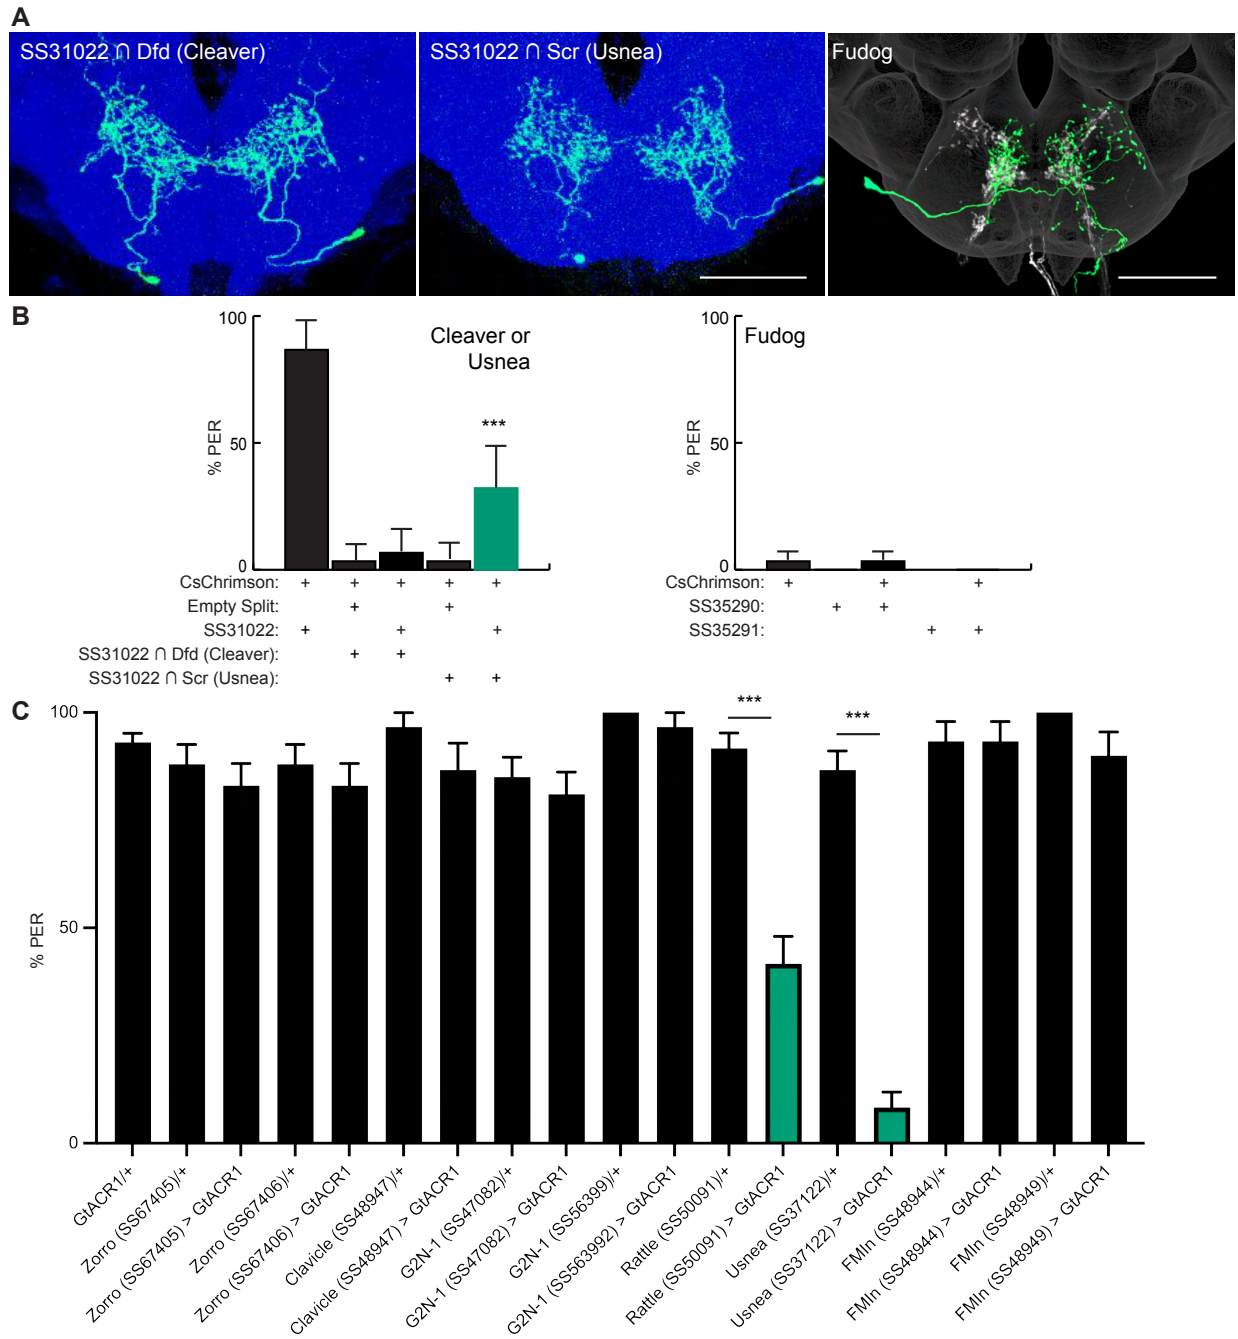 A
SS31022 ∩ Dfd (Cleaver)
SS31022 ∩ Scr (Usnea)
Fudog
B
100
50
0
% PER
Cleaver or
Usnea
***
CsChrimson: + + + + +
Empty Split: + +
SS31022: + + +
SS31022 ∩ Dfd (Cleaver): + +
SS31022 ∩ Scr (Usnea): + +
100
50
0
% PER
Fudog
CsChrimson: + + +
SS35290: + +
SS35291: + +
C
100
50
0
% PER
***
***
GtACR1/+
Zorro (SS67405)/+
Zorro (SS67405) > GtACR1
Zorro (SS67406)/+
Zorro (SS67406) > GtACR1
Clavicle (SS48947)/+
Clavicle (SS48947) > GtACR1
G2N-1 (SS47082)/+
G2N-1 (SS47082) > GtACR1
G2N-1 (SS56399)/+
G2N-1 (SS563992) > GtACR1
Rattle (SS50091)/+
Rattle (SS50091) > GtACR1
Usnea (SS37122)/+
Usnea (SS37122) > GtACR1
FMIn (SS48944)/+
FMIn (SS48944) > GtACR1
FMIn (SS48949)/+
FMIn (SS48949) > GtACR1